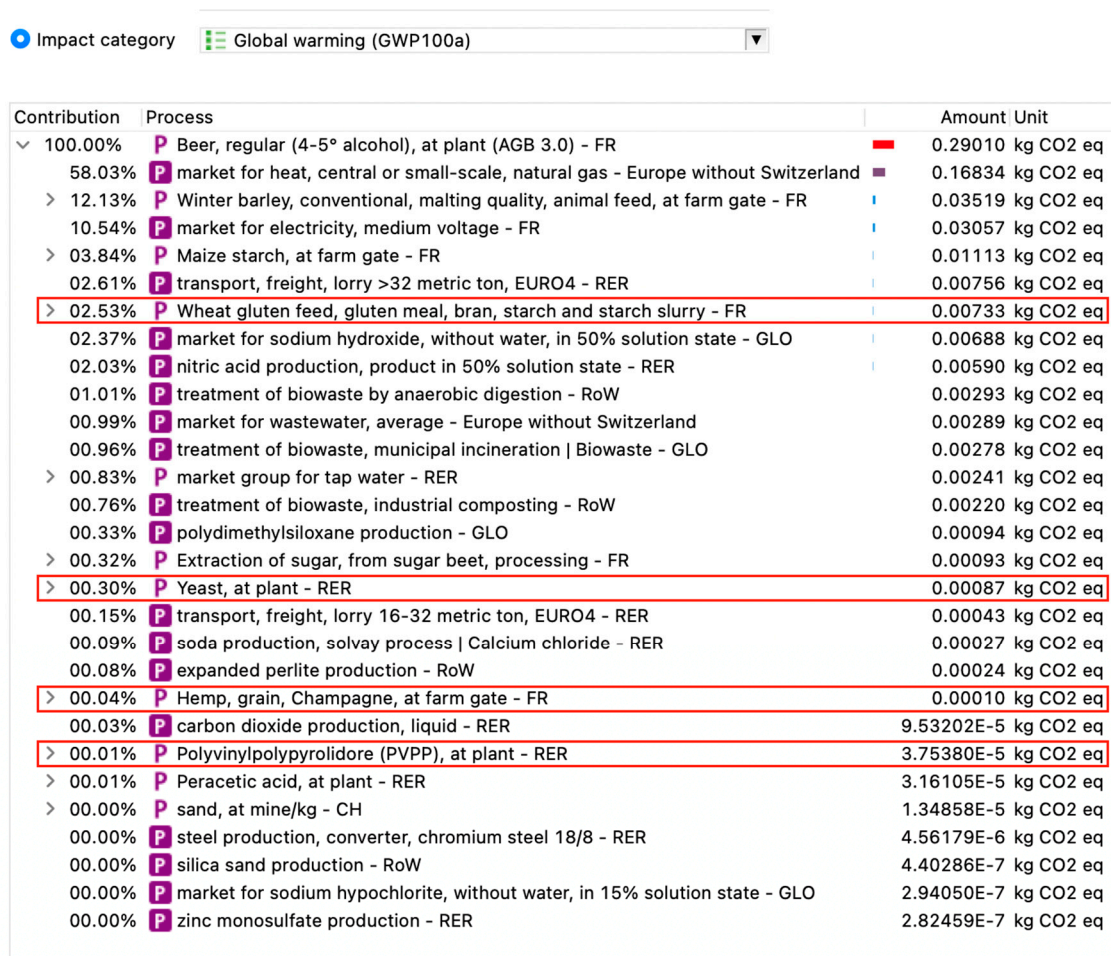 Impact category Global warming (GWP100a)
Contribution Process Amount Unit
100.00% P Beer, regular (4-5° alcohol), at plant (AGB 3.0) - FR 0.29010 kg CO2 eq
58.03% P market for heat, central or small-scale, natural gas - Europe without Switzerland 0.16834 kg CO2 eq
12.13% P Winter barley, conventional, malting quality, animal feed, at farm gate - FR 0.03519 kg CO2 eq
10.54% P market for electricity, medium voltage - FR 0.03057 kg CO2 eq
03.84% P Maize starch, at farm gate - FR 0.01113 kg CO2 eq
02.61% P transport, freight, lorry >32 metric ton, EURO4 - RER 0.00756 kg CO2 eq
02.53% P Wheat gluten feed, gluten meal, bran, starch and starch slurry - FR 0.00733 kg CO2 eq
02.37% P market for sodium hydroxide, without water, in 50% solution state - GLO 0.00688 kg CO2 eq
02.03% P nitric acid production, product in 50% solution state - RER 0.00590 kg CO2 eq
01.01% P treatment of biowaste by anaerobic digestion - RoW 0.00293 kg CO2 eq
00.99% P market for wastewater, average - Europe without Switzerland 0.00289 kg CO2 eq
00.96% P treatment of biowaste, municipal incineration | Biowaste - GLO 0.00278 kg CO2 eq
00.83% P market group for tap water - RER 0.00241 kg CO2 eq
00.76% P treatment of biowaste, industrial composting - RoW 0.00220 kg CO2 eq
00.33% P polydimethylsiloxane production - GLO 0.00094 kg CO2 eq
00.32% P Extraction of sugar, from sugar beet, processing - FR 0.00093 kg CO2 eq
00.30% P Yeast, at plant - RER 0.00087 kg CO2 eq
00.15% P transport, freight, lorry 16-32 metric ton, EURO4 - RER 0.00043 kg CO2 eq
00.09% P soda production, solvay process | Calcium chloride - RER 0.00027 kg CO2 eq
00.08% P expanded perlite production - RoW 0.00024 kg CO2 eq
00.04% P Hemp, grain, Champagne, at farm gate - FR 0.00010 kg CO2 eq
00.03% P carbon dioxide production, liquid - RER 9.53202E-5 kg CO2 eq
00.01% P Polyvinylpolypyrolidore (PVPP), at plant - RER 3.75380E-5 kg CO2 eq
00.01% P Peracetic acid, at plant - RER 3.16105E-5 kg CO2 eq
00.00% P sand, at mine/kg - CH 1.34858E-5 kg CO2 eq
00.00% P steel production, converter, chromium steel 18/8 - RER 4.56179E-6 kg CO2 eq
00.00% P silica sand production - RoW 4.40286E-7 kg CO2 eq
00.00% P market for sodium hypochlorite, without water, in 15% solution state - GLO 2.94050E-7 kg CO2 eq
00.00% P zinc monosulfate production - RER 2.82459E-7 kg CO2 eq